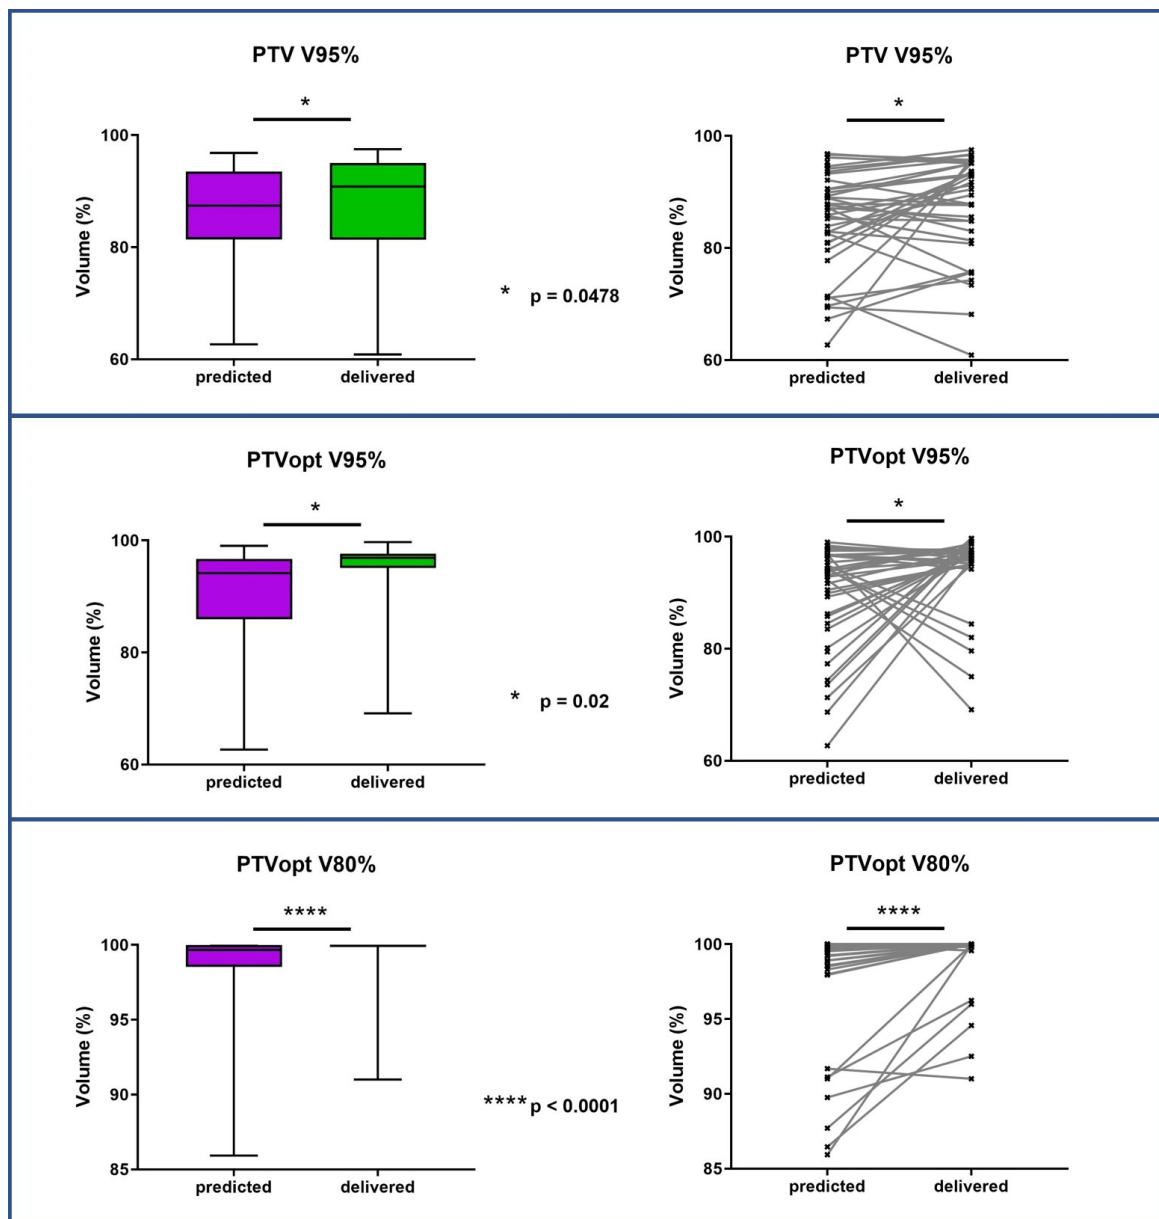 PTV V95%
*
100
80
60
Volume (%)
predicted
delivered
* p = 0.0478
PTV V95%
*
100
80
60
Volume (%)
predicted
delivered
PTVopt V95%
*
100
80
60
Volume (%)
predicted
delivered
* p = 0.02
PTVopt V95%
*
100
80
60
Volume (%)
predicted
delivered
PTVopt V80%
****
100
95
90
85
Volume (%)
predicted
delivered
**** p < 0.0001
PTVopt V80%
****
100
95
90
85
Volume (%)
predicted
delivered